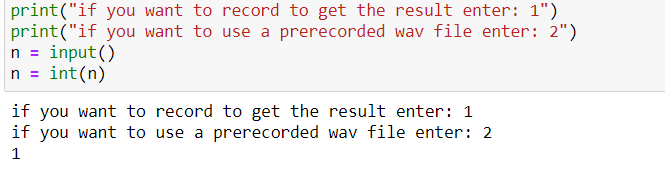 print("if you want to record to get the result enter: 1")
print("if you want to use a prerecorded wav file enter: 2")
n = input()
n = int(n)
if you want to record to get the result enter: 1
if you want to use a prerecorded wav file enter: 2
1